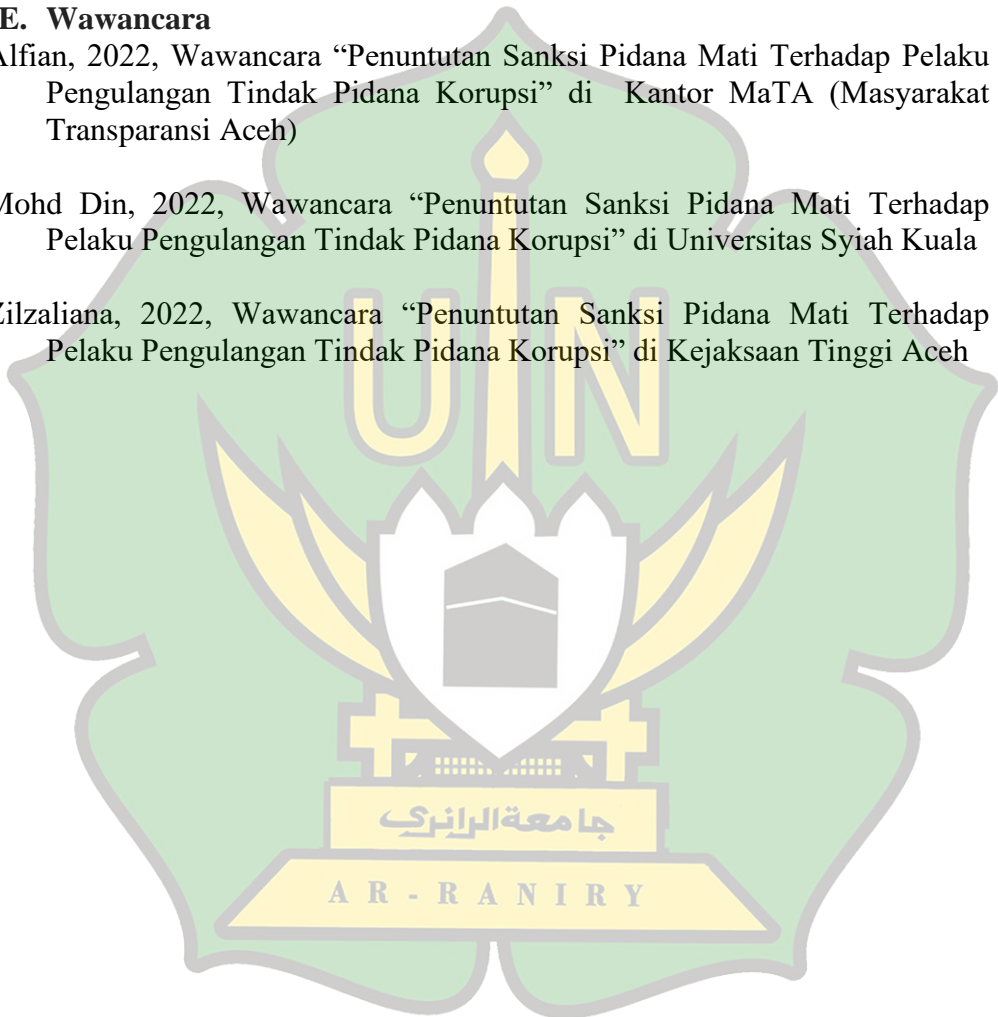 E. Wawancara
Alfian, 2022, Wawancara “Penuntutan Sanksi Pidana Mati Terhadap Pelaku
Pengulangan Tindak Pidana Korupsi” di Kantor MaTA (Masyarakat
Transparansi Aceh)
Mohd Din, 2022, Wawancara “Penuntutan Sanksi Pidana Mati Terhadap
Pelaku Pengulangan Tindak Pidana Korupsi” di Universitas Syiah Kuala
Zilzaliana, 2022, Wawancara “Penuntutan Sanksi Pidana Mati Terhadap
Pelaku Pengulangan Tindak Pidana Korupsi” di Kejaksaan Tinggi Aceh
UIN
جامعة الرانري
AR-RANIRY